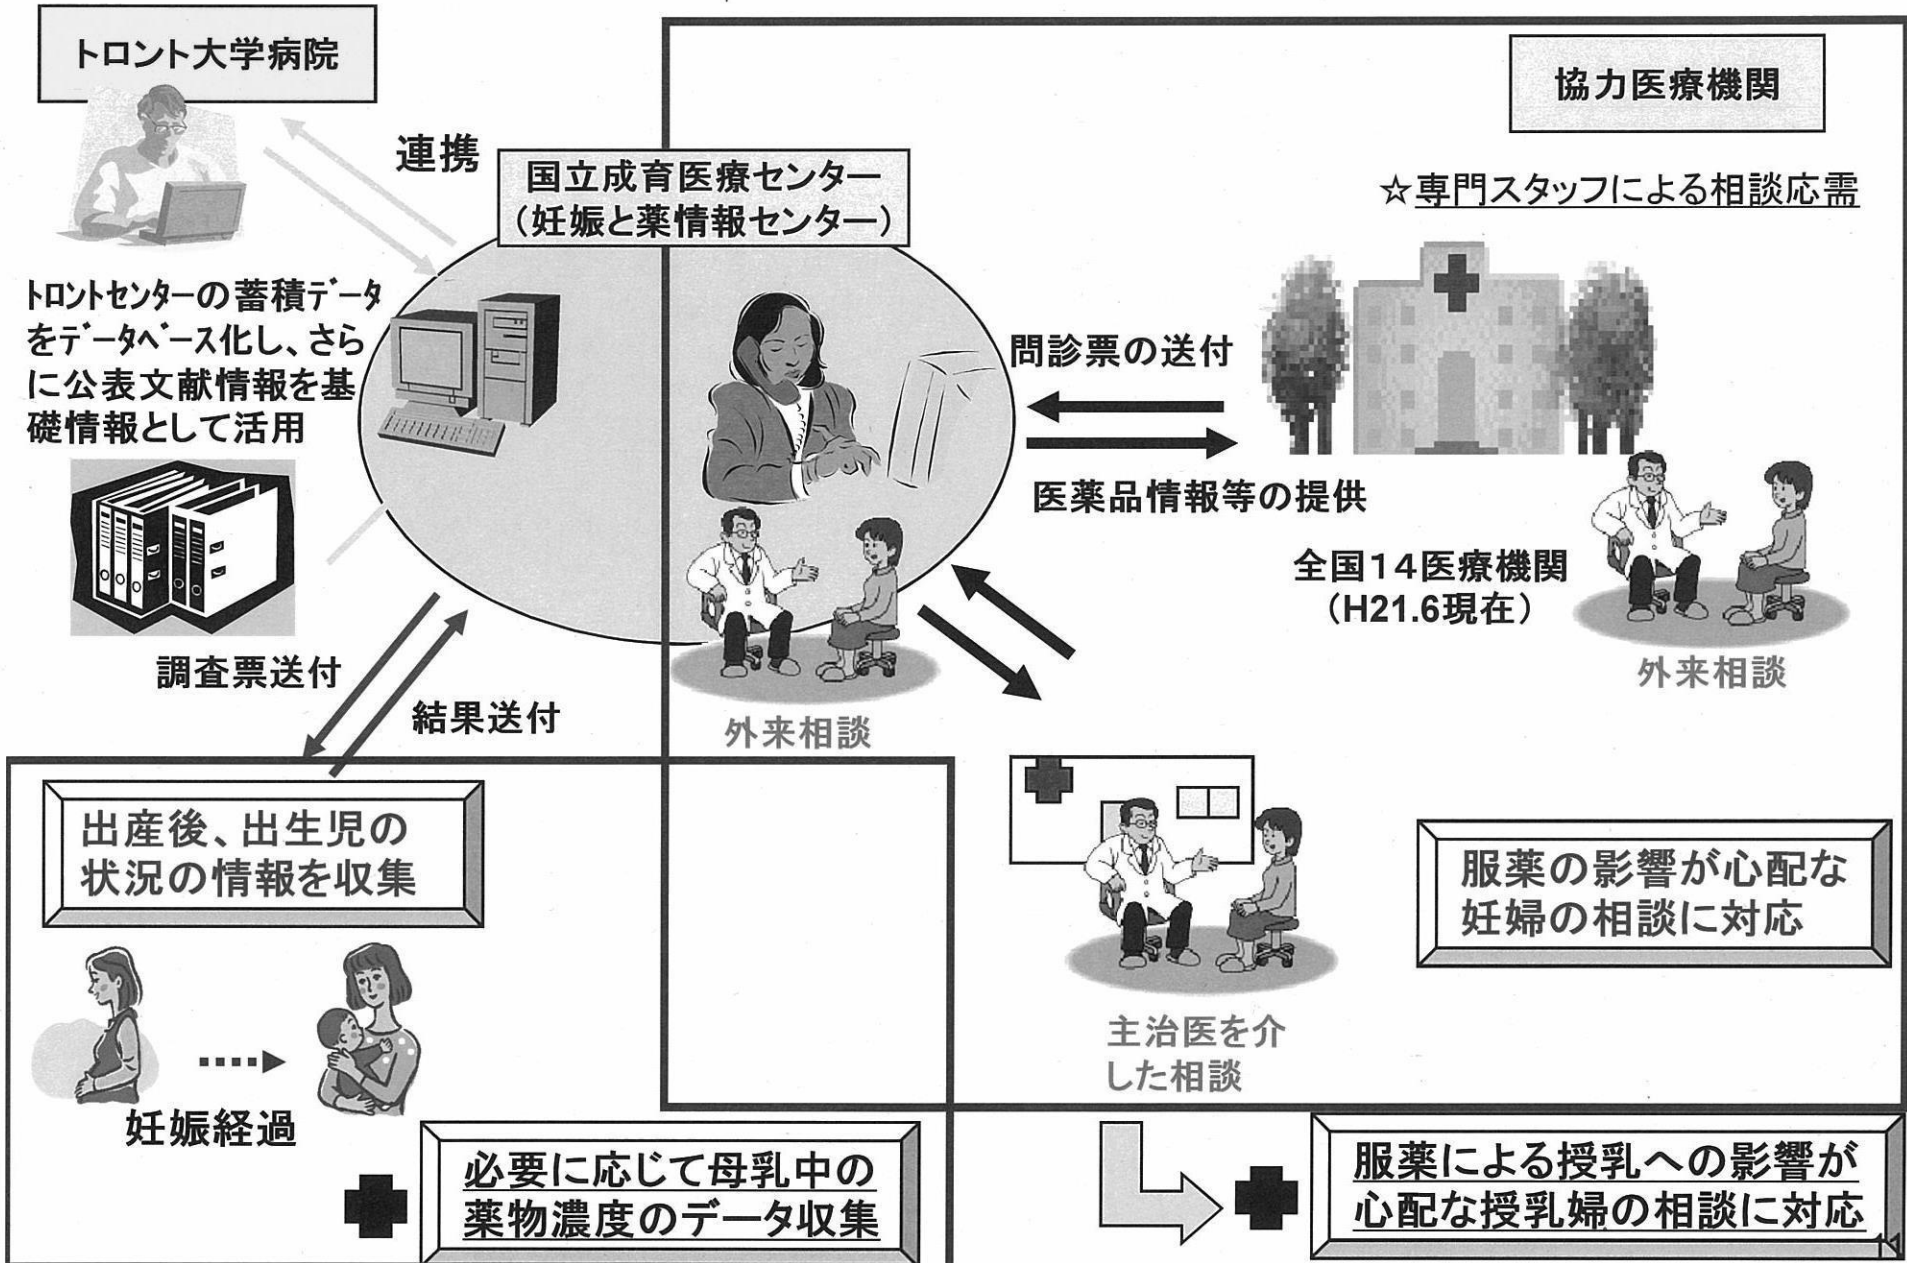 トロント大学病院
連携
国立成育医療センター
(妊娠と薬情報センター)
協力医療機関
☆専門スタッフによる相談応需
トロントセンターの蓄積データ
をデータベース化し、さら
に公表文献情報を基
礎情報として活用
問診票の送付
医薬品情報等の提供
全国14医療機関
(H21.6現在)
外来相談
外来相談
調査票送付
結果送付
出産後、出生児の
状況の情報を収集
妊娠経過
必要に応じて母乳中の
薬物濃度のデータ収集
主治医を介
した相談
服薬の影響が心配な
妊婦の相談に対応
服薬による授乳への影響が
心配な授乳婦の相談に対応
11